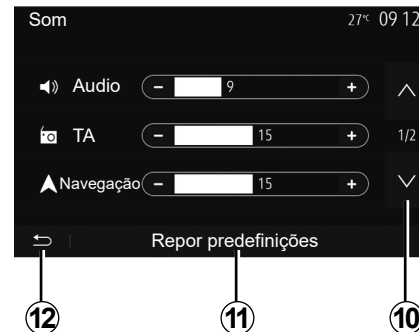 Som 27°C 09 12
Audio - 9 +
TA - 15 + 1/2
Navegação - 15 +
Repor predefinições
12 11 10